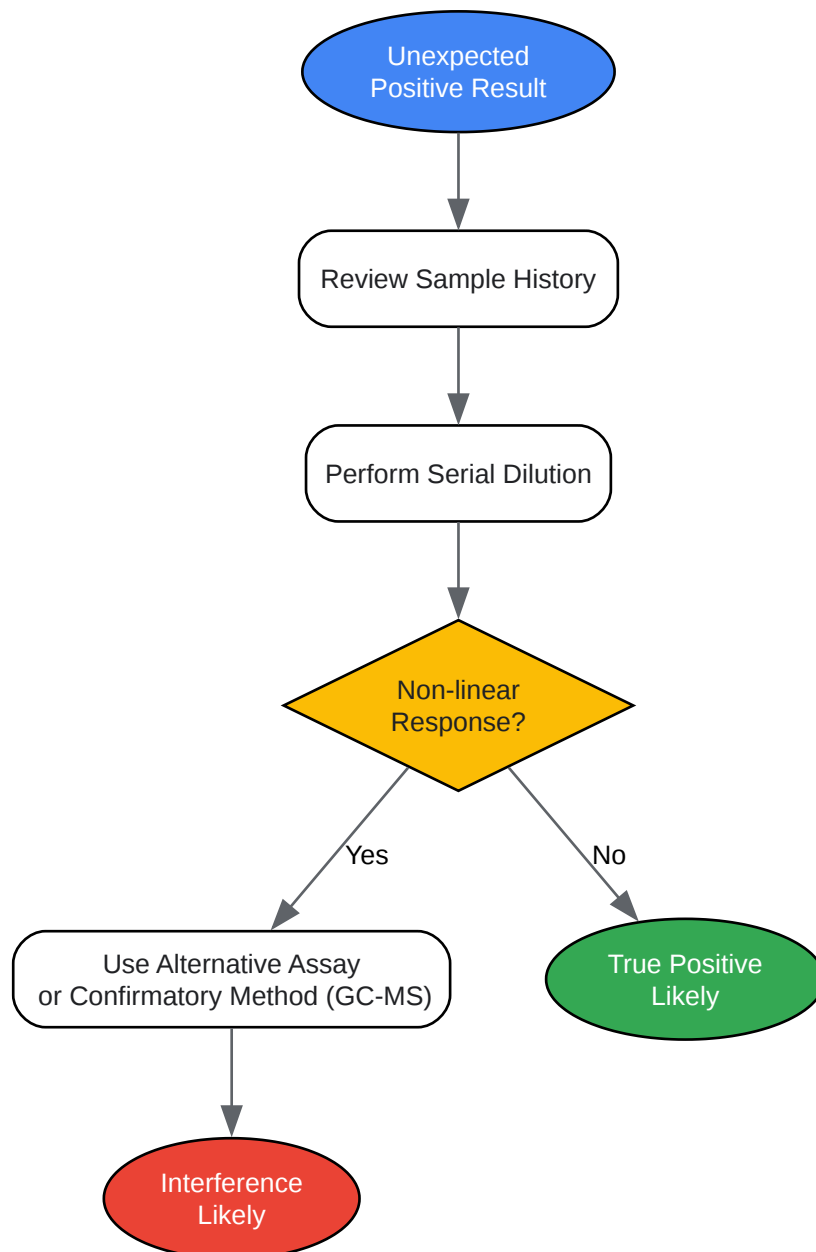 Unexpected
Positive Result
Review Sample History
Perform Serial Dilution
Non-linear
Response?
Yes
No
Use Alternative Assay
or Confirmatory Method (GC-MS)
True Positive
Likely
Interference
Likely